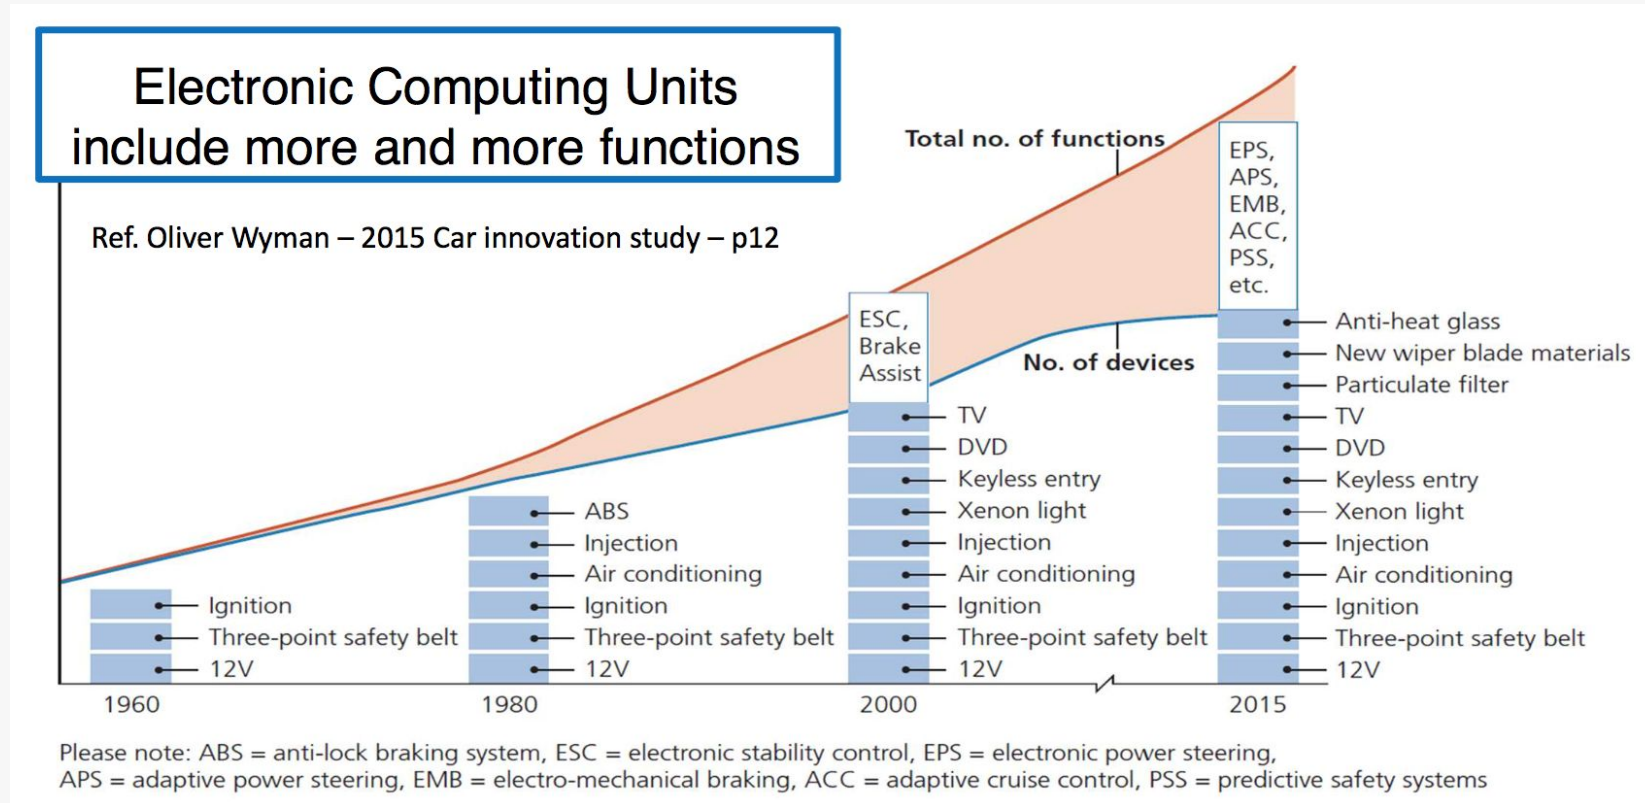 Electronic Computing Units
include more and more functions
Ref. Oliver Wyman – 2015 Car innovation study – p12
Total no. of functions
No. of devices
Ignition
Three-point safety belt
12V
ABS
Injection
Air conditioning
Ignition
Three-point safety belt
12V
ESC,
Brake
Assist
TV
DVD
Keyless entry
Xenon light
Injection
Air conditioning
Ignition
Three-point safety belt
12V
EPS,
APS,
EMB,
ACC,
PSS,
etc.
Anti-heat glass
New wiper blade materials
Particulate filter
TV
DVD
Keyless entry
Xenon light
Injection
Air conditioning
Ignition
Three-point safety belt
12V
1960
1980
2000
2015
Please note: ABS = anti-lock braking system, ESC = electronic stability control, EPS = electronic power steering,
APS = adaptive power steering, EMB = electro-mechanical braking, ACC = adaptive cruise control, PSS = predictive safety systems